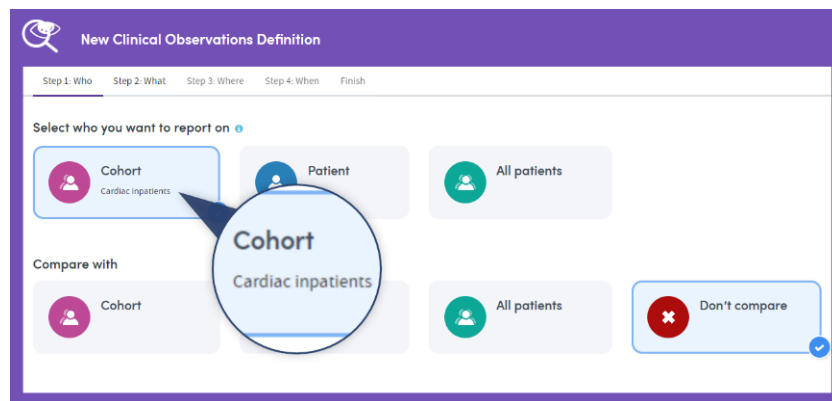 New Clinical Observations Definition
Step 1: Who Step 2: What Step 3: Where Step 4: When Finish
Select who you want to report on
Cohort Patient All patients
Cardiac inpatients
Cohort
Cardiac inpatients
Compare with
Cohort All patients Don't compare